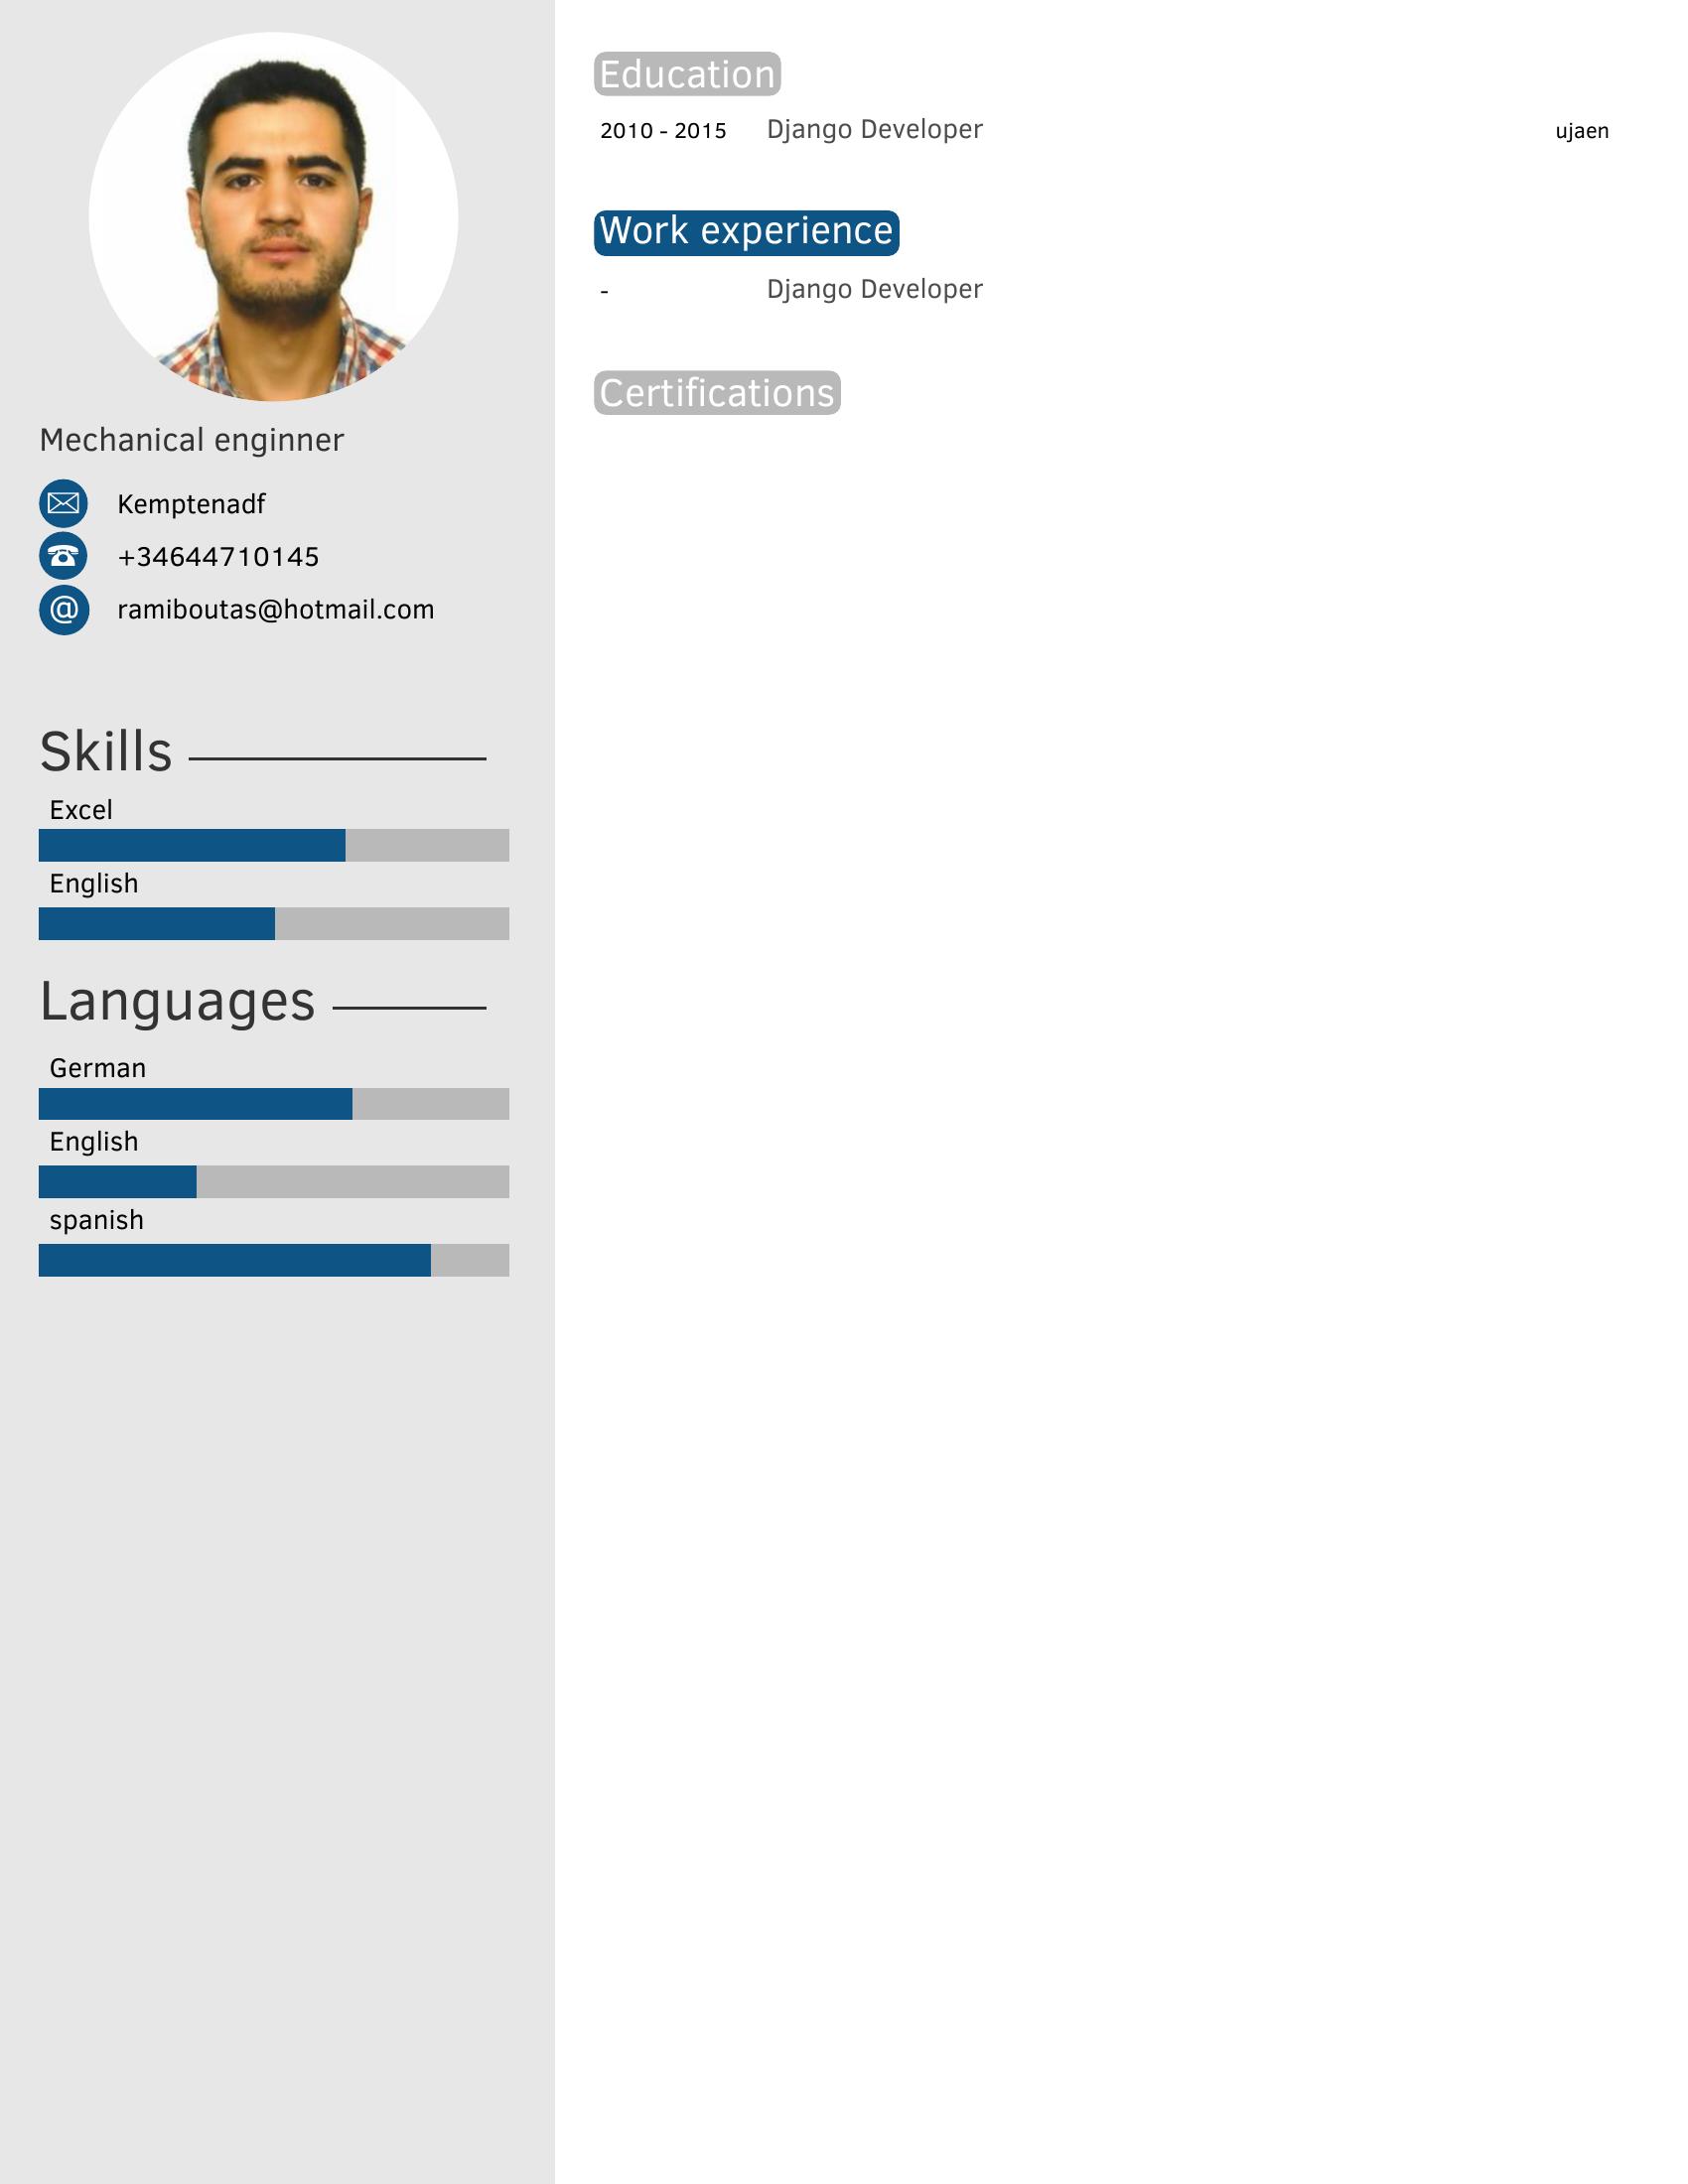 Mechanical enginner
Kemptenadf
+34644710145
@
ramiboutas@hotmail.com
Skills
Excel
English
Languages
German
English
spanish
Education
2010 - 2015 Django Developer ujaen
Work experience
- Django Developer
Certifications